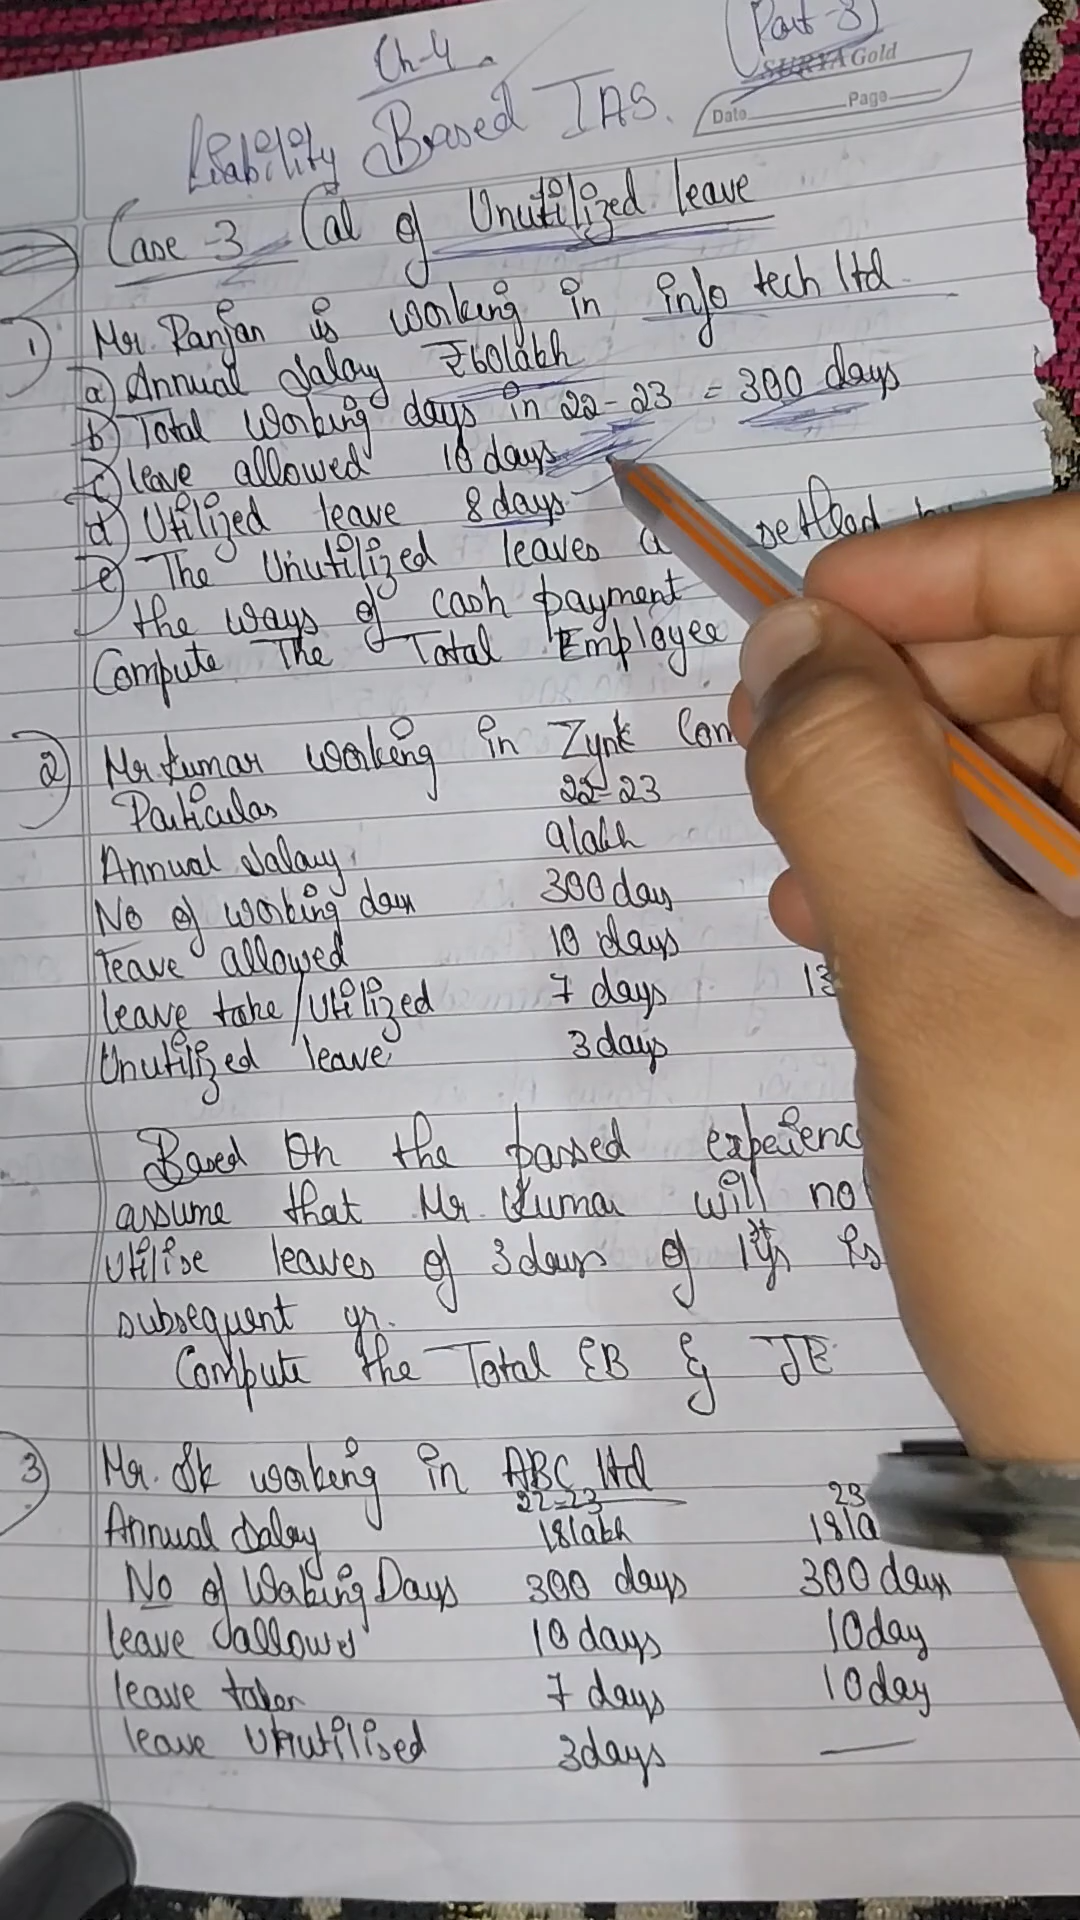 Ch-4
(Part-3)
SURYA Gold
Date Page
Liability Based IAS.
Case-3 Cal of Unutilized leave
1) Mr. Ranjan is working in info tech ltd
a) Annual Salary ₹60lakh
b) Total Working days in 22-23 = 300 days
c) leave allowed 10 days
d) Utilized leave 8 days
e) The Unutilized leaves settled
the ways of cash payment
Compute The Total Employee
2) Mr Kumar working in Zynk
Particulas 22-23
Annual Salary 9lakh
No of working days 300 days
leave allowed 10 days
leave take/Utilized 7 days 13
Unutilized leave 3 days
Based On the passed
assume that Mr. Kumar will not
Utilise leaves of 3 days of 1st yr is
subsequent yr.
Compute the Total EB & JE
3) Mr. Sk working in ABC ltd
22-23 23
Annual Salary 18lakh 18la
No of Woking Days 300 days 300 days
leave allowed 10 days 10 day
leave taken 7 days 10 day
leave Unutilised 3 days —